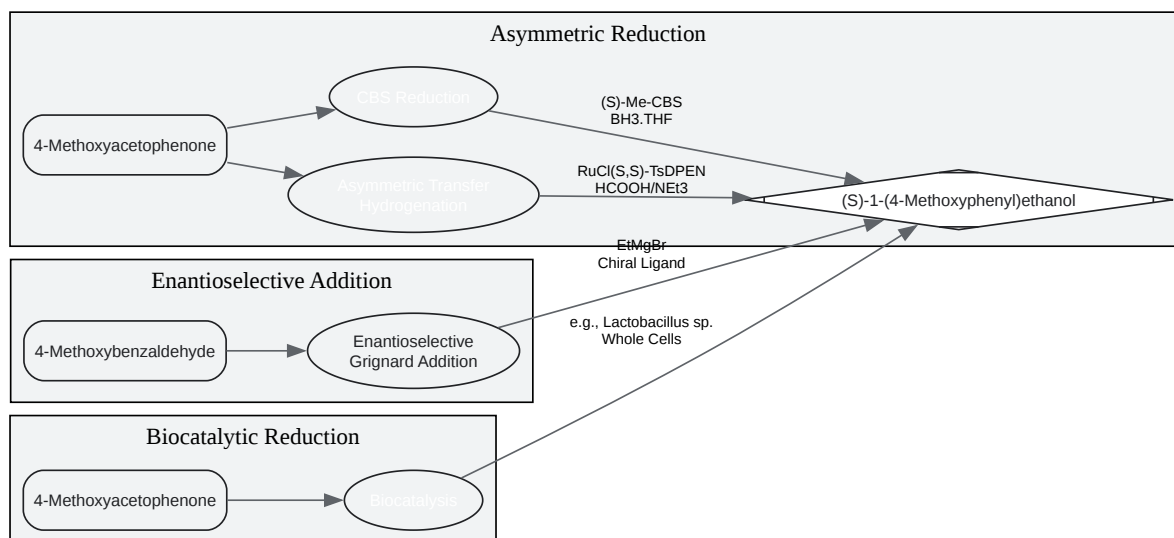 Asymmetric Reduction
CBS Reduction
(S)-Me-CBS
BH3.THF
4-Methoxyacetophenone
Asymmetric Transfer
Hydrogenation
RuCl(S,S)-TsDPEN
HCOOH/NEt3
(S)-1-(4-Methoxyphenyl)ethanol
EtMgBr
Chiral Ligand
Enantioselective Addition
4-Methoxybenzaldehyde
Enantioselective
Grignard Addition
e.g., Lactobacillus sp.
Whole Cells
Biocatalytic Reduction
4-Methoxyacetophenone
Biocatalysis